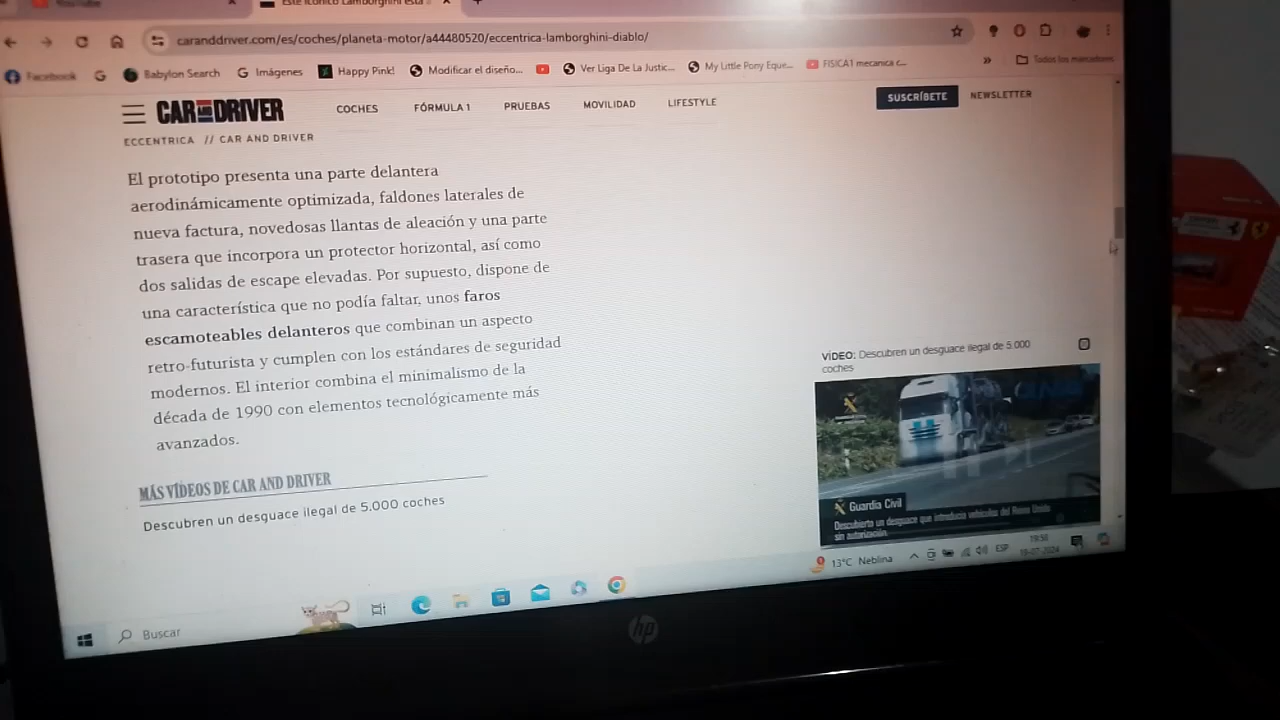 YouTube
Este icónico Lamborghini está
caranddriver.com/es/coches/planeta-motor/a44480520/eccentrica-lamborghini-diablo/
Facebook
Babylon Search
Imágenes
Happy Pink!
Modificar el diseño...
Ver Liga De La Justic...
My Little Pony Eque...
FISICA1 mecanica c...
»
Todos los marcadores
CAR AND DRIVER
COCHES
FÓRMULA 1
PRUEBAS
MOVILIDAD
LIFESTYLE
SUSCRÍBETE
NEWSLETTER
ECCENTRICA // CAR AND DRIVER
El prototipo presenta una parte delantera
aerodinámicamente optimizada, faldones laterales de
nueva factura, novedosas llantas de aleación y una parte
trasera que incorpora un protector horizontal, así como
dos salidas de escape elevadas. Por supuesto, dispone de
una característica que no podía faltar, unos faros
escamoteables delanteros que combinan un aspecto
retro-futurista y cumplen con los estándares de seguridad
modernos. El interior combina el minimalismo de la
década de 1990 con elementos tecnológicamente más
avanzados.
MÁS VÍDEOS DE CAR AND DRIVER
Descubren un desguace ilegal de 5.000 coches
VÍDEO: Descubren un desguace ilegal de 5.000
coches
Guardia Civil
Descubierto un desguace que introducía vehículos del Reino Unido
sin autorización
Buscar
13°C Neblina
ESP
19:50
19-07-2024
hp